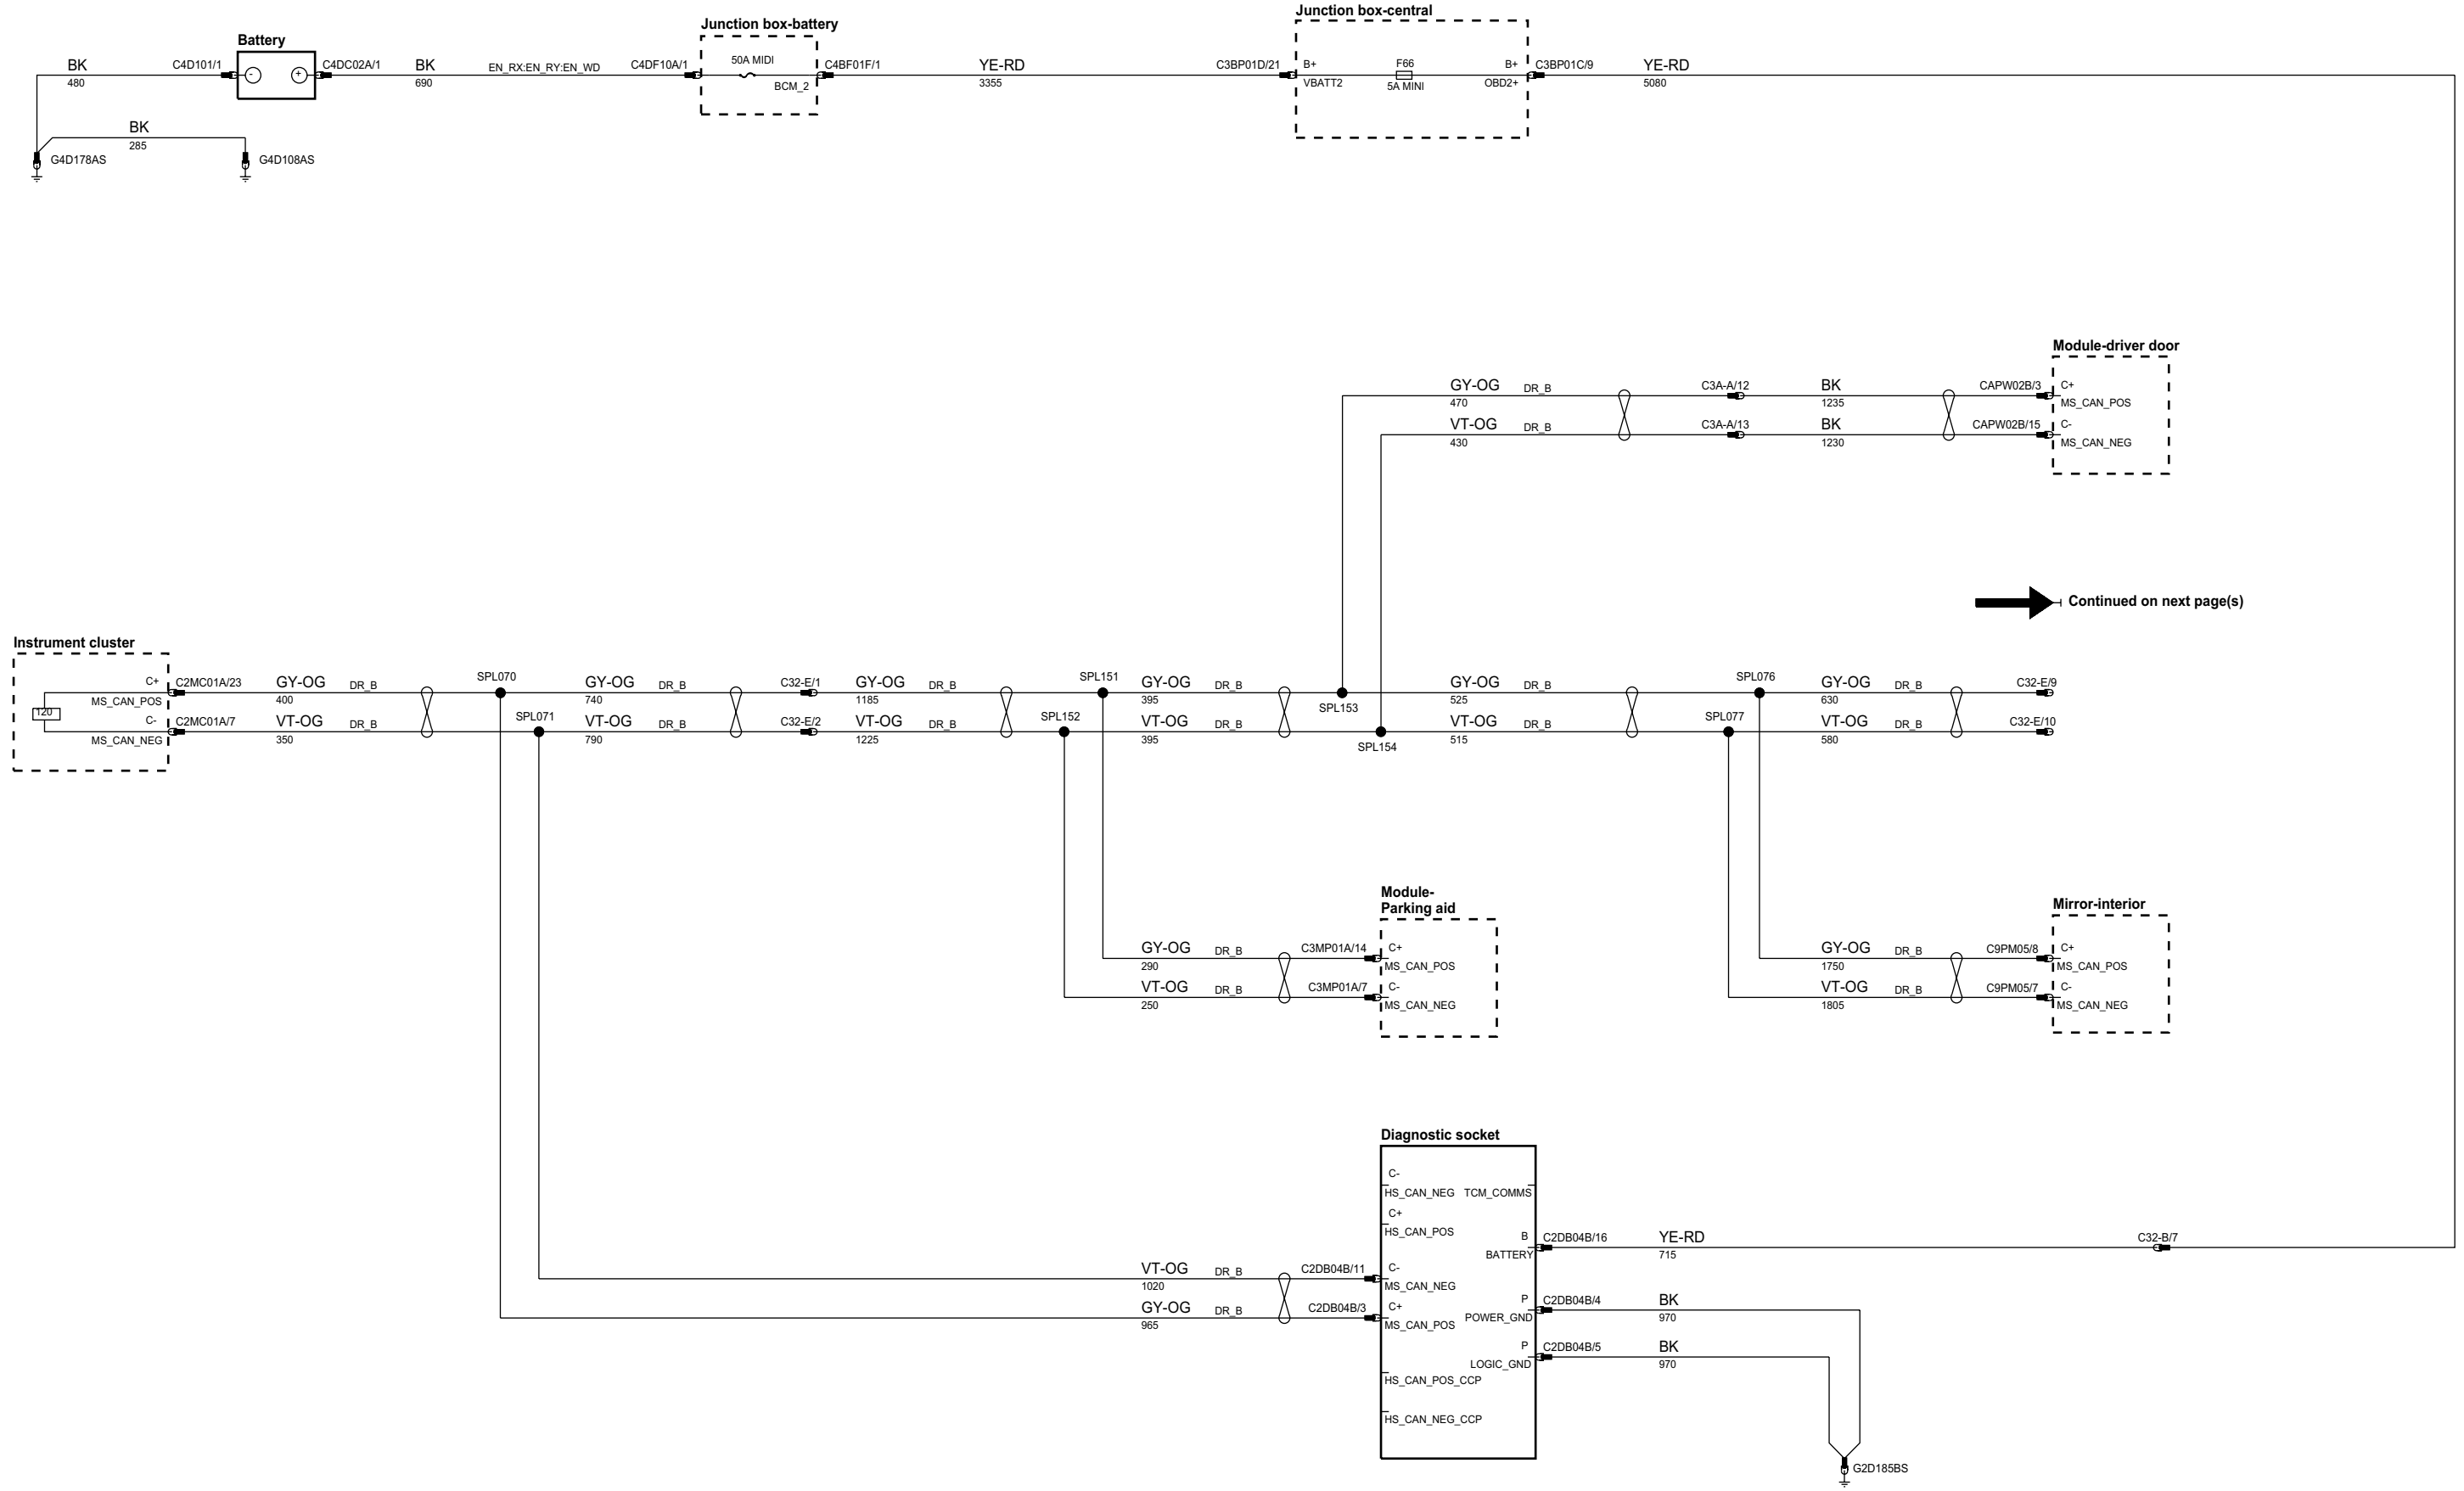 Junction box-central
Junction box-battery
Battery
BK
480
C4D101/1
-
+
C4DC02A/1
BK
690
EN_RX:EN_RY:EN_WD
C4DF10A/1
50A MIDI
BCM_2
C4BF01F/1
YE-RD
3355
C3BP01D/21
B+
VBATT2
F66
5A MINI
B+
OBD2+
C3BP01C/9
YE-RD
5080
BK
285
G4D178AS
G4D108AS
Module-driver door
GY-OG
470
DR_B
C3A-A/12
BK
1235
CAPW02B/3
C+
MS_CAN_POS
VT-OG
430
DR_B
C3A-A/13
BK
1230
CAPW02B/15
C-
MS_CAN_NEG
Continued on next page(s)
Instrument cluster
C+
MS_CAN_POS
120
C-
MS_CAN_NEG
C2MC01A/23
GY-OG
400
DR_B
SPL070
GY-OG
740
DR_B
C32-E/1
GY-OG
1185
DR_B
SPL151
GY-OG
395
DR_B
SPL153
GY-OG
525
DR_B
SPL076
GY-OG
630
DR_B
C32-E/9
C2MC01A/7
VT-OG
350
DR_B
SPL071
VT-OG
790
DR_B
C32-E/2
VT-OG
1225
DR_B
SPL152
VT-OG
395
DR_B
SPL154
VT-OG
515
DR_B
SPL077
VT-OG
580
DR_B
C32-E/10
Module-
Parking aid
GY-OG
290
DR_B
C3MP01A/14
C+
MS_CAN_POS
VT-OG
250
DR_B
C3MP01A/7
C-
MS_CAN_NEG
Mirror-interior
GY-OG
1750
DR_B
C9PM05/8
C+
MS_CAN_POS
VT-OG
1805
DR_B
C9PM05/7
C-
MS_CAN_NEG
Diagnostic socket
C-
HS_CAN_NEG
TCM_COMMS
C+
HS_CAN_POS
B
BATTERY
C2DB04B/16
YE-RD
715
C32-B/7
VT-OG
1020
DR_B
C2DB04B/11
C-
MS_CAN_NEG
GY-OG
965
DR_B
C2DB04B/3
C+
MS_CAN_POS
P
POWER_GND
C2DB04B/4
BK
970
P
LOGIC_GND
C2DB04B/5
BK
970
HS_CAN_POS_CCP
HS_CAN_NEG_CCP
G2D185BS